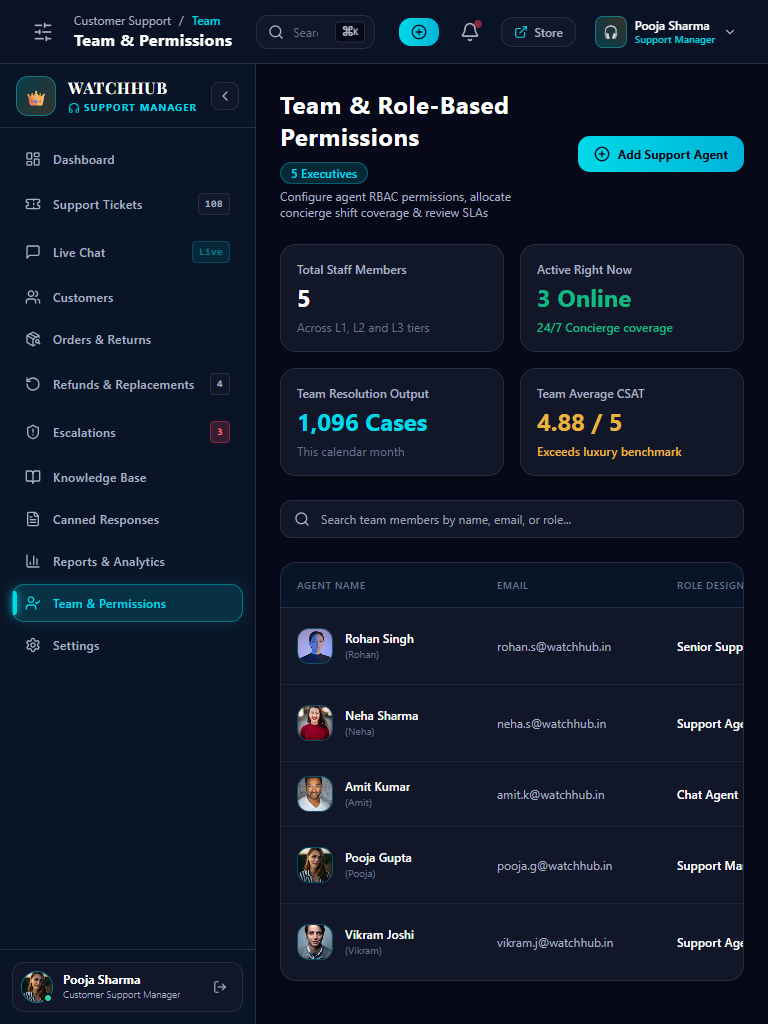 Customer Support / Team
Team & Permissions
Searc
⌘K
Store
Pooja Sharma
Support Manager
WATCHHUB
SUPPORT MANAGER
Dashboard
Support Tickets 108
Live Chat Live
Customers
Orders & Returns
Refunds & Replacements 4
Escalations 3
Knowledge Base
Canned Responses
Reports & Analytics
Team & Permissions
Settings
Pooja Sharma
Customer Support Manager
Team & Role-Based
Permissions
5 Executives
Configure agent RBAC permissions, allocate
concierge shift coverage & review SLAs
Add Support Agent
Total Staff Members
5
Across L1, L2 and L3 tiers
Active Right Now
3 Online
24/7 Concierge coverage
Team Resolution Output
1,096 Cases
This calendar month
Team Average CSAT
4.88 / 5
Exceeds luxury benchmark
Search team members by name, email, or role...
AGENT NAME EMAIL ROLE DESIGN
Rohan Singh
(Rohan)
rohan.s@watchhub.in
Senior Supp
Neha Sharma
(Neha)
neha.s@watchhub.in
Support Age
Amit Kumar
(Amit)
amit.k@watchhub.in
Chat Agent
Pooja Gupta
(Pooja)
pooja.g@watchhub.in
Support Ma
Vikram Joshi
(Vikram)
vikram.j@watchhub.in
Support Age